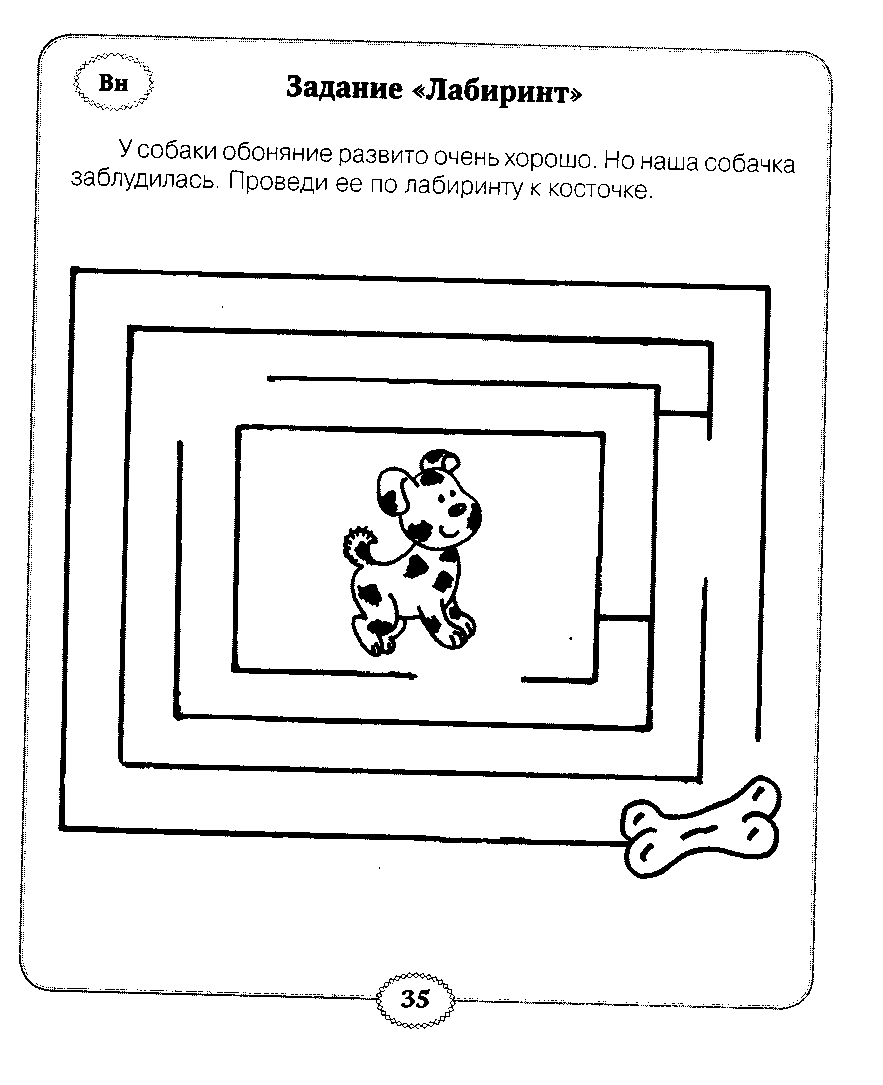 Вн
Задание «Лабиринт»
У собаки обоняние развито очень хорошо. Но наша собачка
заблудилась. Проведи ее по лабиринту к косточке.
35